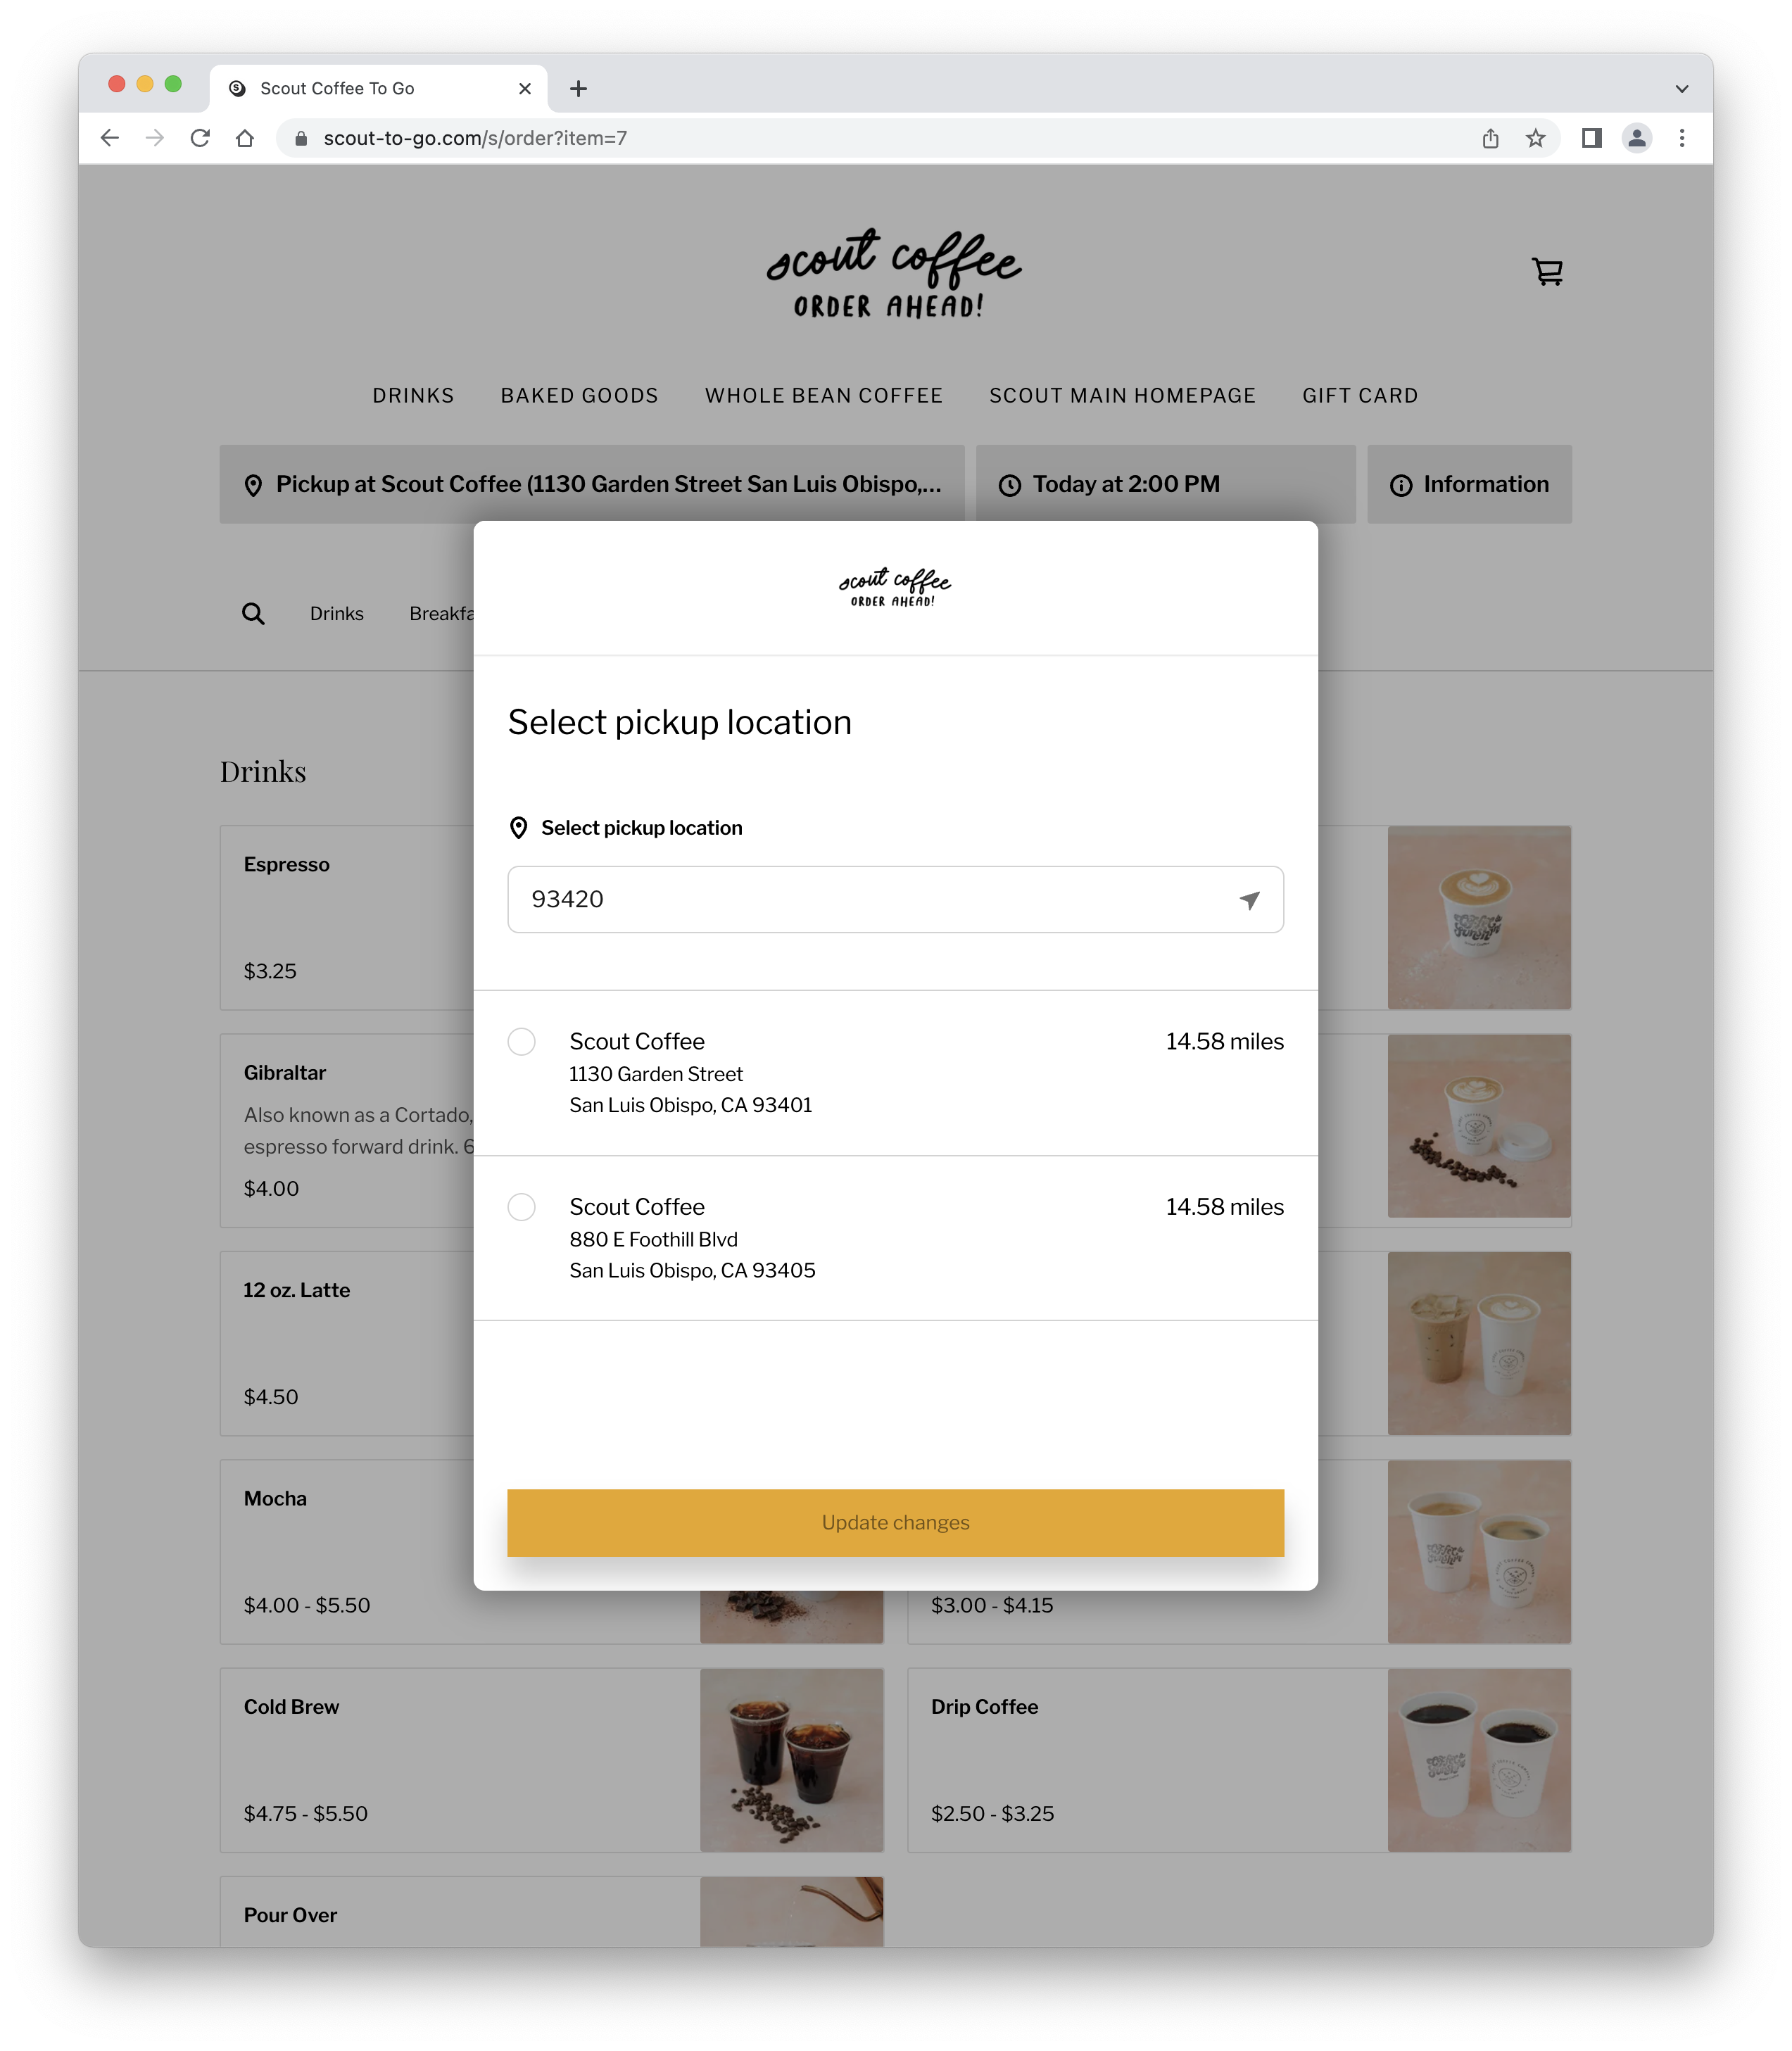 Scout Coffee To Go
scout-to-go.com/s/order?item=7
scout coffee
ORDER AHEAD!
DRINKS BAKED GOODS WHOLE BEAN COFFEE SCOUT MAIN HOMEPAGE GIFT CARD
Pickup at Scout Coffee (1130 Garden Street San Luis Obispo,... Today at 2:00 PM Information
Drinks Breakfa
scout coffee
ORDER AHEAD!
Select pickup location
Select pickup location
93420
Scout Coffee 14.58 miles
1130 Garden Street
San Luis Obispo, CA 93401
Scout Coffee 14.58 miles
880 E Foothill Blvd
San Luis Obispo, CA 93405
Update changes
Drinks
Espresso
$3.25
Gibraltar
Also known as a Cortado,
espresso forward drink. 6
$4.00
12 oz. Latte
$4.50
Mocha
$4.00 - $5.50 $3.00 - $4.15
Cold Brew Drip Coffee
$4.75 - $5.50 $2.50 - $3.25
Pour Over